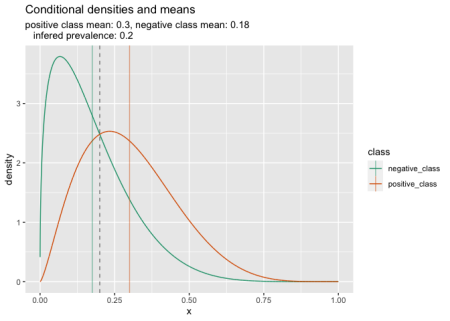 Conditional densities and means
positive class mean: 0.3, negative class mean: 0.18
infered prevalence: 0.2
3
2
1
0
density
0.00
0.25
0.50
0.75
1.00
x
class
negative_class
positive_class